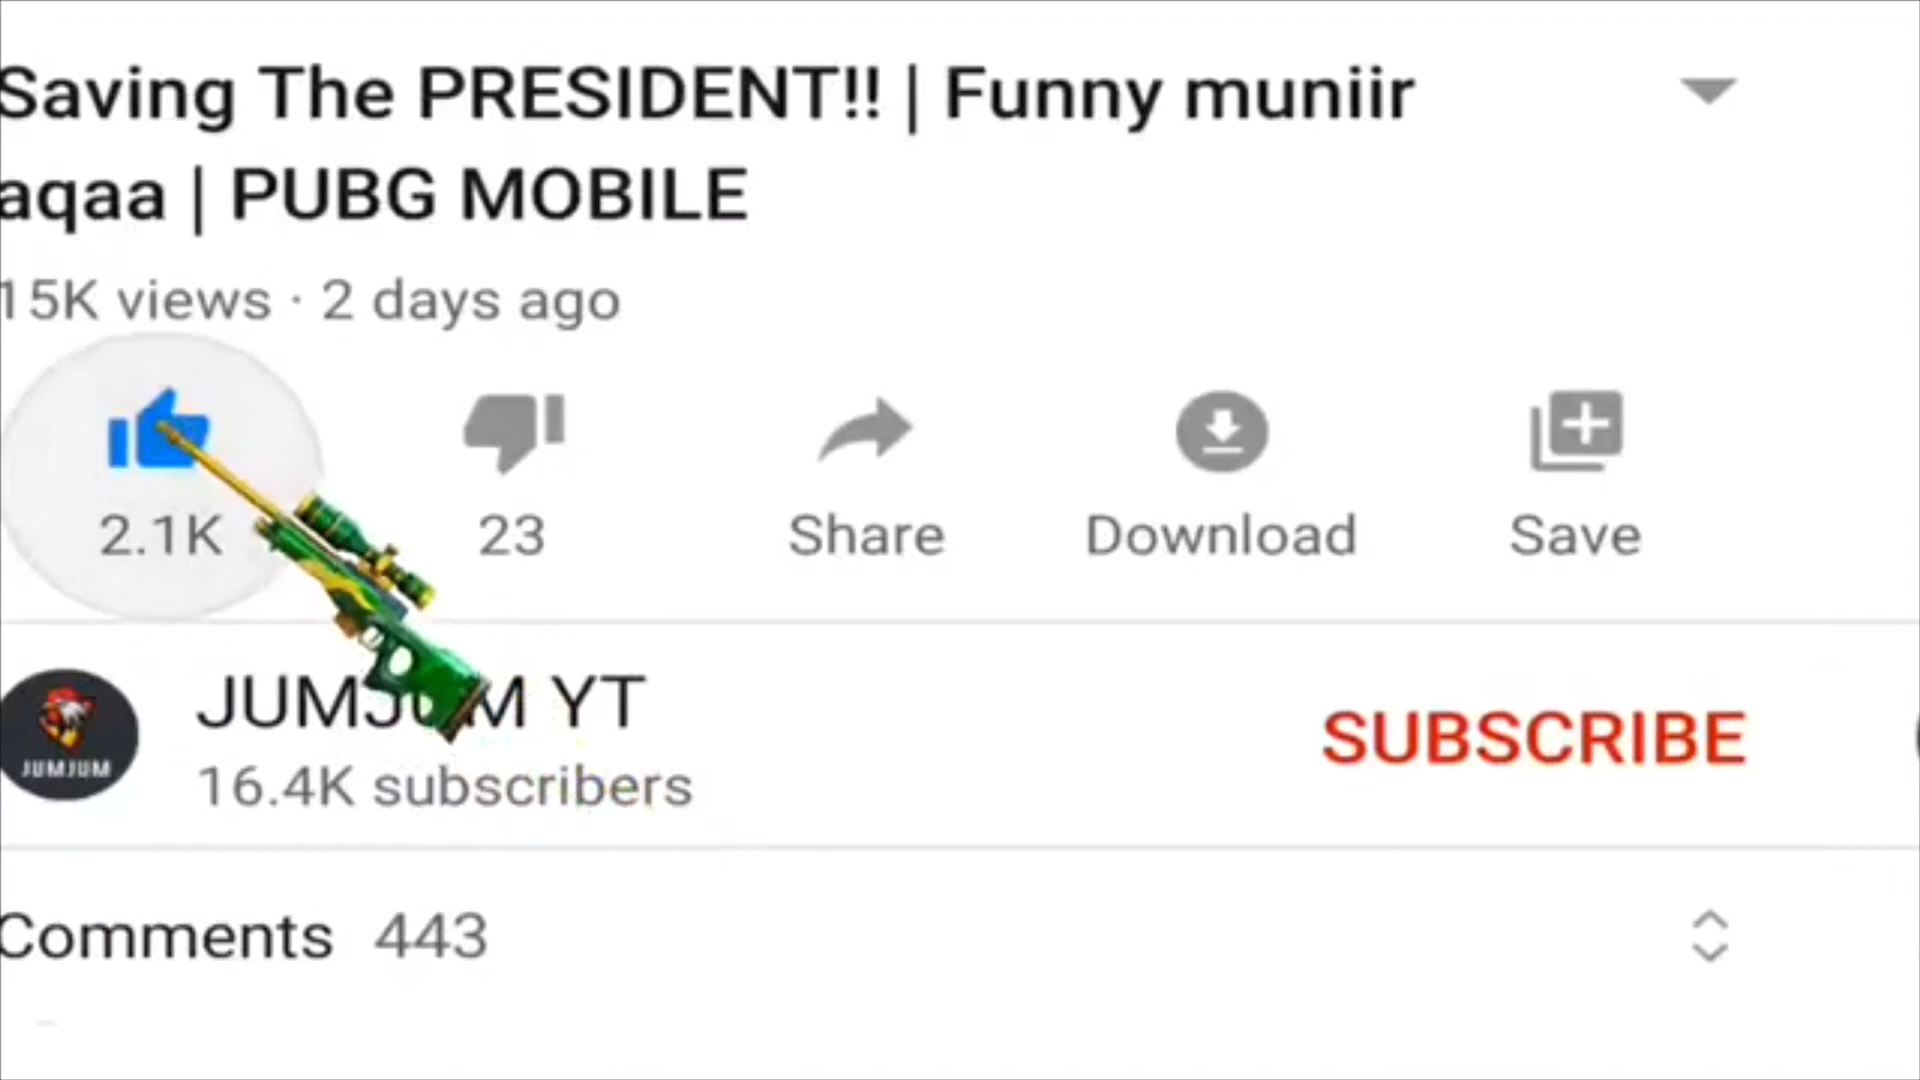 Saving The PRESIDENT!! | Funny muniir
aqaa | PUBG MOBILE
15K views · 2 days ago
2.1K
23
Share
Download
Save
JUMJUM YT
JUMJUM
16.4K subscribers
SUBSCRIBE
Comments 443